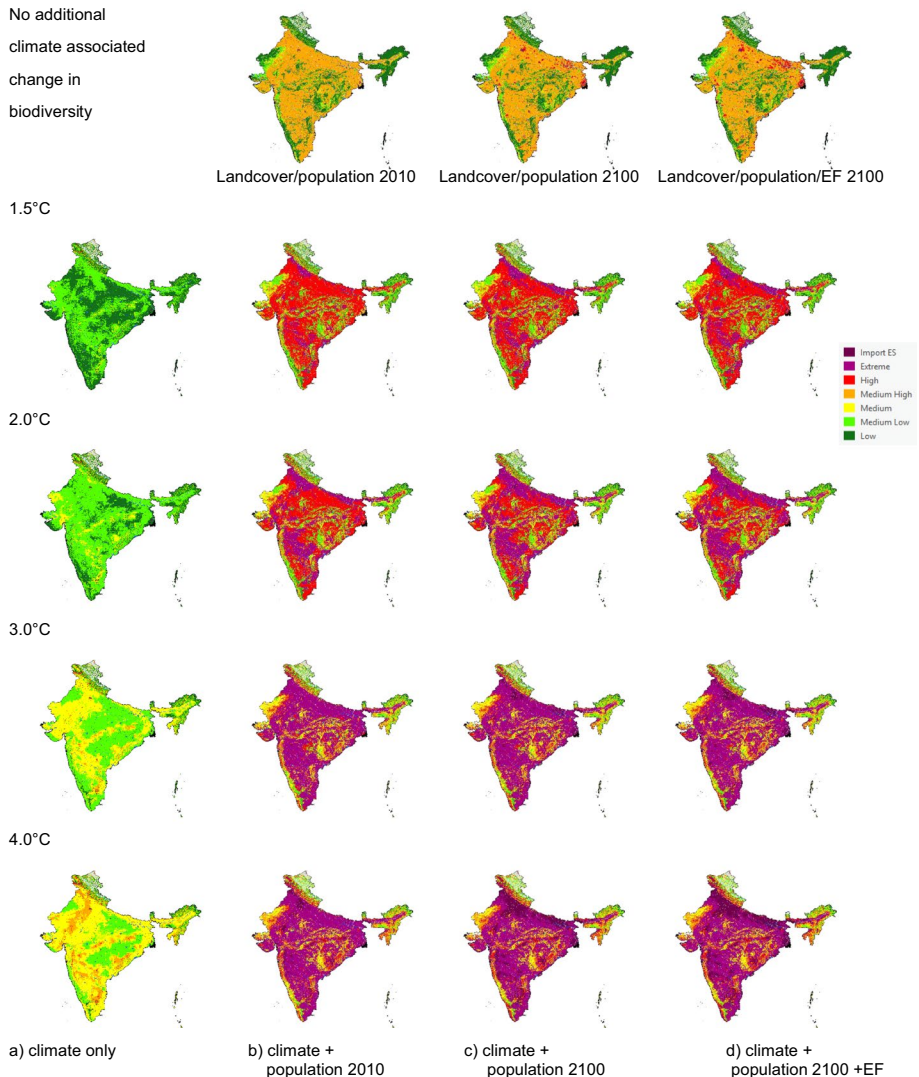 No additional
climate associated
change in
biodiversity
Landcover/population 2010
Landcover/population 2100
Landcover/population/EF 2100
1.5°C
Import ES
Extreme
High
Medium High
Medium
Medium Low
Low
2.0°C
3.0°C
4.0°C
a) climate only
b) climate +
population 2010
c) climate +
population 2100
d) climate +
population 2100 +EF